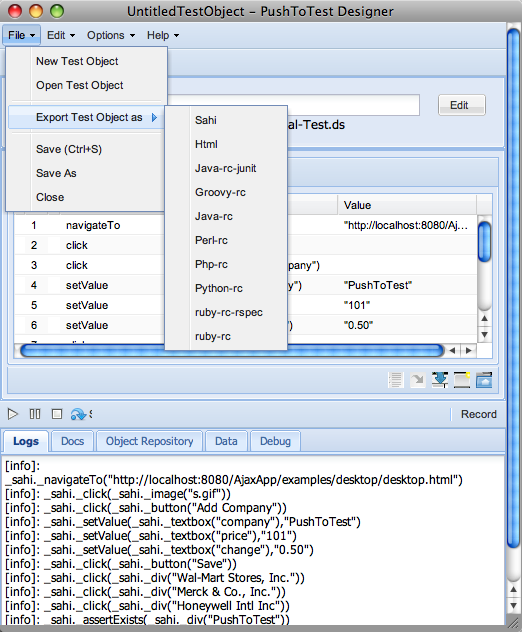 UntitledTestObject – PushToTest Designer
File Edit Options Help
New Test Object
Open Test Object
Export Test Object as
Save (Ctrl+S)
Save As
Close
Sahi
Html
Java-rc-junit
Groovy-rc
Java-rc
Perl-rc
Php-rc
Python-rc
ruby-rc-rspec
ruby-rc
Edit
al-Test.ds
Value
1 navigateTo "http://localhost:8080/Aj...
2 click
3 click pany")
4 setValue y") "PushToTest"
5 setValue "101"
6 setValue ") "0.50"
Record
Logs Docs Object Repository Data Debug
[info]:
_sahi._navigateTo("http://localhost:8080/AjaxApp/examples/desktop/desktop.html")
[info]: _sahi._click(_sahi._image("s.gif"))
[info]: _sahi._click(_sahi._button("Add Company"))
[info]: _sahi._setValue(_sahi._textbox("company"),"PushToTest")
[info]: _sahi._setValue(_sahi._textbox("price"),"101")
[info]: _sahi._setValue(_sahi._textbox("change"),"0.50")
[info]: _sahi._click(_sahi._button("Save"))
[info]: _sahi._click(_sahi._div("Wal-Mart Stores, Inc."))
[info]: _sahi._click(_sahi._div("Merck & Co., Inc."))
[info]: _sahi._click(_sahi._div("Honeywell Intl Inc"))
[info]: _sahi._assertExists(_sahi._div("PushToTest"))